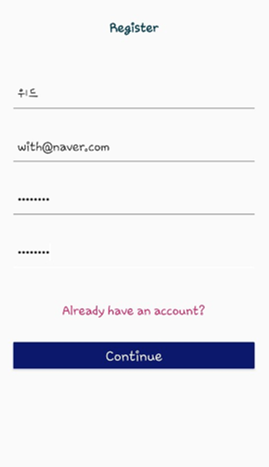 Register
위드
with@naver.com
••••••••
••••••••
Already have an account?
Continue